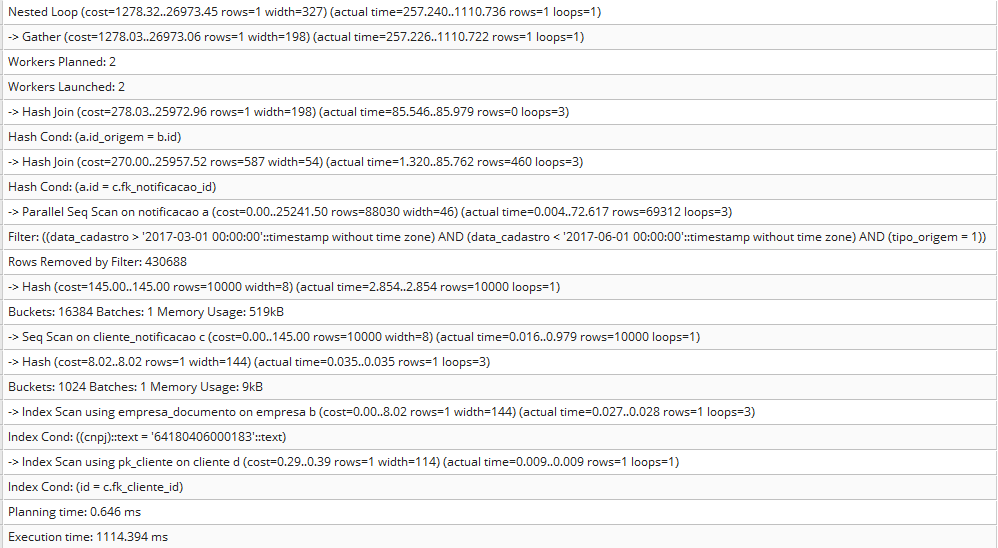 Nested Loop (cost=1278.32..26973.45 rows=1 width=327) (actual time=257.240..1110.736 rows=1 loops=1)
-> Gather (cost=1278.03..26973.06 rows=1 width=198) (actual time=257.226..1110.722 rows=1 loops=1)
Workers Planned: 2
Workers Launched: 2
-> Hash Join (cost=278.03..25972.96 rows=1 width=198) (actual time=85.546..85.979 rows=0 loops=3)
Hash Cond: (a.id_origem = b.id)
-> Hash Join (cost=270.00..25957.52 rows=587 width=54) (actual time=1.320..85.762 rows=460 loops=3)
Hash Cond: (a.id = c.fk_notificacao_id)
-> Parallel Seq Scan on notificacao a (cost=0.00..25241.50 rows=88030 width=46) (actual time=0.004..72.617 rows=69312 loops=3)
Filter: ((data_cadastro > '2017-03-01 00:00:00'::timestamp without time zone) AND (data_cadastro < '2017-06-01 00:00:00'::timestamp without time zone) AND (tipo_origem = 1))
Rows Removed by Filter: 430688
-> Hash (cost=145.00..145.00 rows=10000 width=8) (actual time=2.854..2.854 rows=10000 loops=1)
Buckets: 16384 Batches: 1 Memory Usage: 519kB
-> Seq Scan on cliente_notificacao c (cost=0.00..145.00 rows=10000 width=8) (actual time=0.016..0.979 rows=10000 loops=1)
-> Hash (cost=8.02..8.02 rows=1 width=144) (actual time=0.035..0.035 rows=1 loops=3)
Buckets: 1024 Batches: 1 Memory Usage: 9kB
-> Index Scan using empresa_documento on empresa b (cost=0.00..8.02 rows=1 width=144) (actual time=0.027..0.028 rows=1 loops=3)
Index Cond: ((cnpj)::text = '64180406000183'::text)
-> Index Scan using pk_cliente on cliente d (cost=0.29..0.39 rows=1 width=114) (actual time=0.009..0.009 rows=1 loops=1)
Index Cond: (id = c.fk_cliente_id)
Planning time: 0.646 ms
Execution time: 1114.394 ms